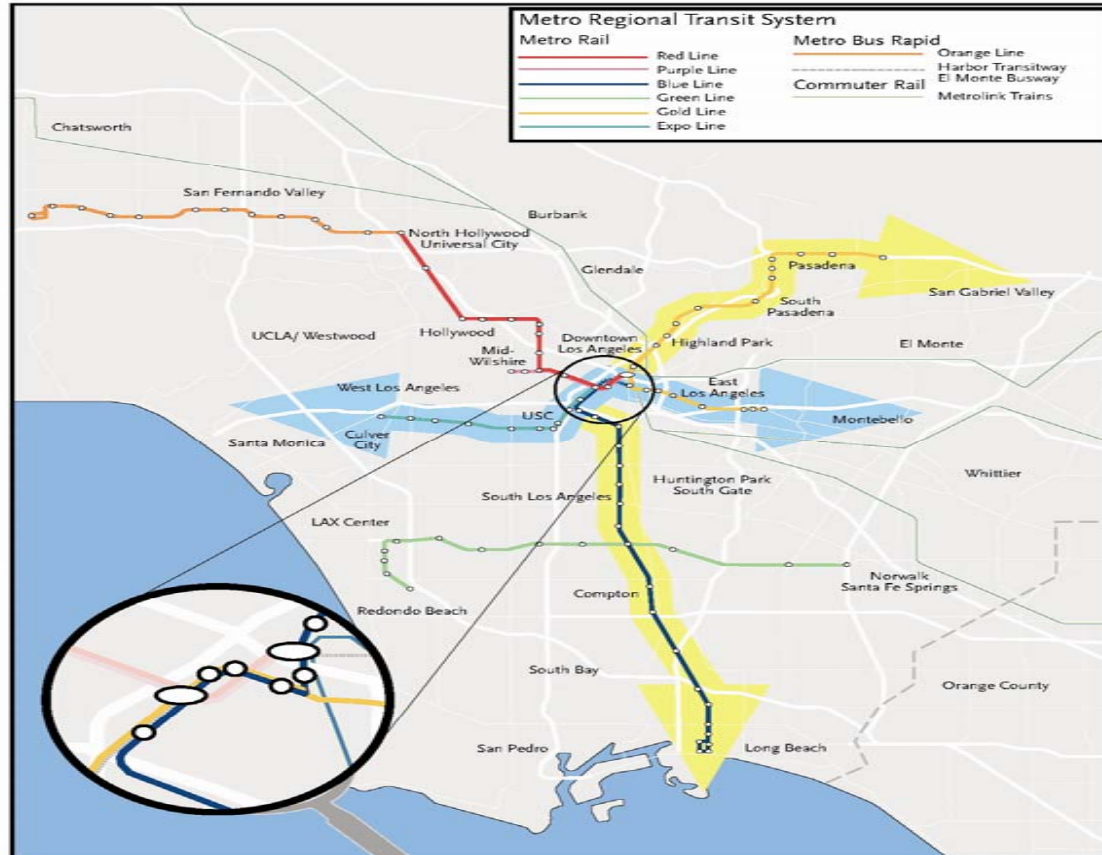 Metro Regional Transit System
Metro Rail
Metro Bus Rapid
Red Line
Orange Line
Purple Line
Harbor Transitway
Blue Line
El Monte Busway
Green Line
Commuter Rail
Metrolink Trains
Gold Line
Expo Line
Chatsworth
San Fernando Valley
Burbank
North Hollywood
Universal City
Glendale
Pasadena
San Gabriel Valley
South
Pasadena
UCLA/ Westwood
Hollywood
Downtown
Los Angeles
Highland Park
El Monte
Mid-
Wilshire
West Los Angeles
East
Los Angeles
USC
Montebello
Santa Monica
Culver
City
Whittier
Huntington Park
South Gate
South Los Angeles
LAX Center
Norwalk
Santa Fe Springs
Redondo Beach
Compton
South Bay
Orange County
San Pedro
Long Beach